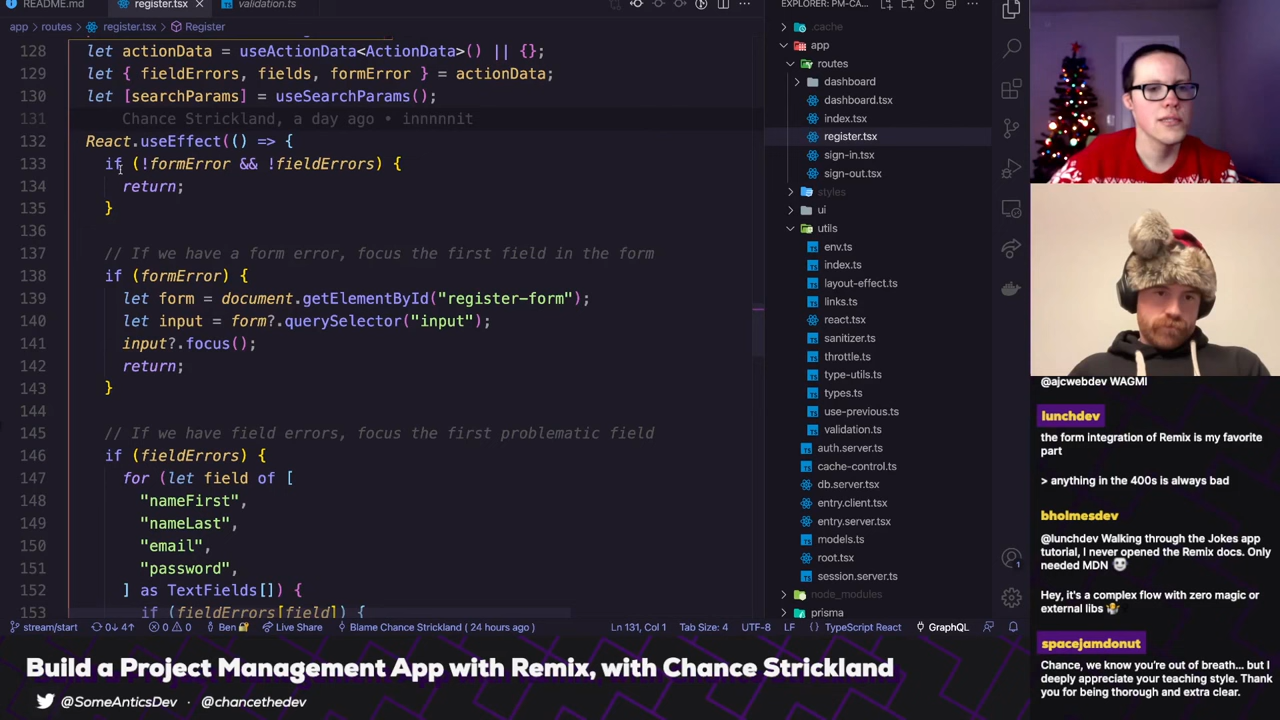 README.md
register.tsx
validation.ts
app > routes > register.tsx > Register
128 let actionData = useActionData<ActionData>() || {};
129 let { fieldErrors, fields, formError } = actionData;
130 let [searchParams] = useSearchParams();
131 Chance Strickland, a day ago • innnnnit
132 React.useEffect(() => {
133 if (!formError && !fieldErrors) {
134 return;
135 }
136
137 // If we have a form error, focus the first field in the form
138 if (formError) {
139 let form = document.getElementById("register-form");
140 let input = form?.querySelector("input");
141 input?.focus();
142 return;
143 }
144
145 // If we have field errors, focus the first problematic field
146 if (fieldErrors) {
147 for (let field of [
148 "nameFirst",
149 "nameLast",
150 "email",
151 "password",
152 ] as TextFields[]) {
153 if (fieldErrors[field]) {
stream/start
0↓ 4↑
0
0
Ben
Live Share
Blame Chance Strickland ( 24 hours ago )
Ln 131, Col 1
Tab Size: 4
UTF-8
LF
TypeScript React
GraphQL
EXPLORER: PM-CA...
.cache
app
routes
dashboard
dashboard.tsx
index.tsx
register.tsx
sign-in.tsx
sign-out.tsx
styles
ui
utils
env.ts
index.ts
layout-effect.ts
links.ts
react.tsx
sanitizer.ts
throttle.ts
type-utils.ts
types.ts
use-previous.ts
validation.ts
auth.server.ts
cache-control.ts
db.server.ts
entry.client.tsx
entry.server.tsx
models.ts
root.tsx
session.server.ts
node_modules
prisma
@ajcwebdev WAGMI
lunchdev
the form integration of Remix is my favorite
part
> anything in the 400s is always bad
bholmesdev
@lunchdev Walking through the Jokes app
tutorial, I never opened the Remix docs. Only
needed MDN
Hey, it's a complex flow with zero magic or
external libs
spacejamdonut
Chance, we know you're out of breath... but I
deeply appreciate your teaching style. Thank
you for being thorough and extra clear.
Build a Project Management App with Remix, with Chance Strickland
@SomeAnticsDev · @chancethedev